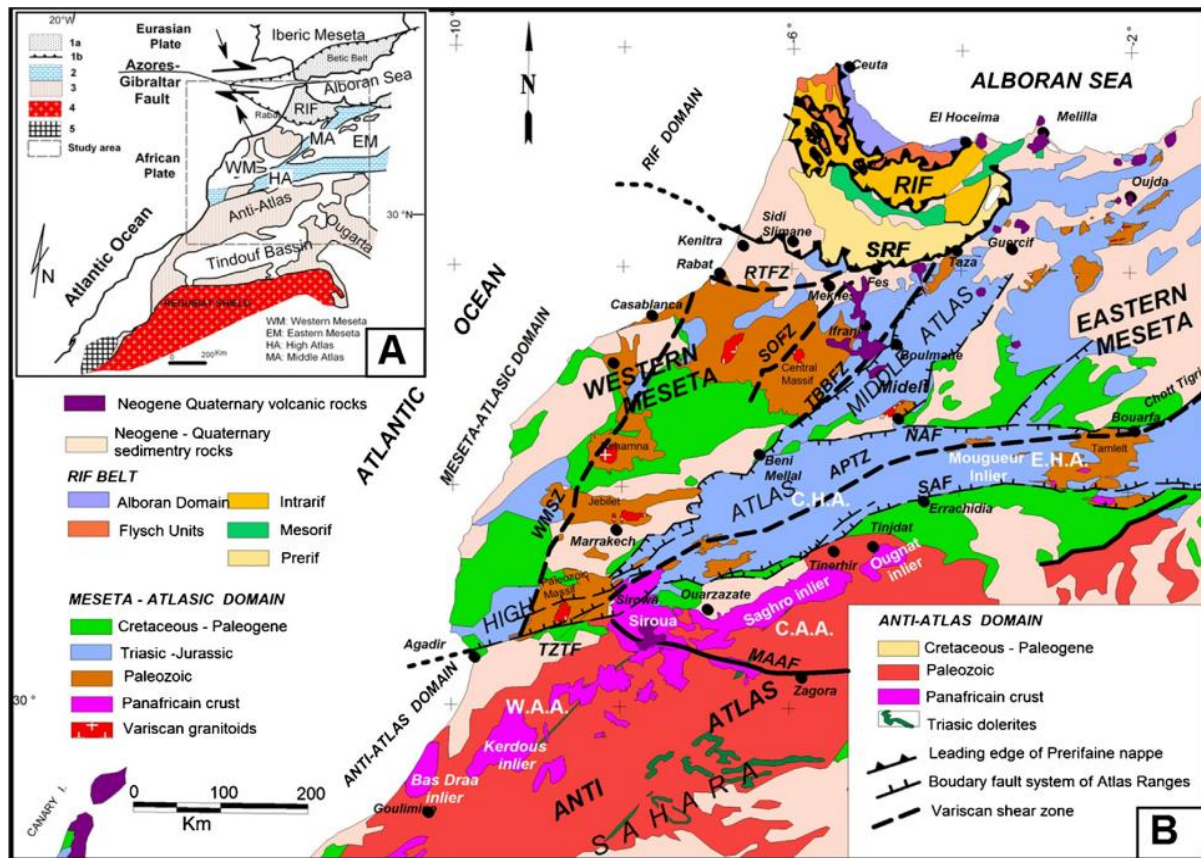 20°W
Eurasian
Plate
Iberic Meseta
1a
1b
2
3
4
5
Study area
Azores-
Gibraltar
Fault
Betic Belt
Alboran Sea
RIF
Raba
MA
EM
WM
HA
African
Plate
Anti-Atlas
Ougarta
30 °N
Atlantic Ocean
Tindouf Bassin
N
REGUIBAT SHIELD
WM: Western Meseta
EM: Eastern Meseta
HA: High Atlas
MA: Middle Atlas
0 200Km
A
-10
-6
-2
N
Ceuta
ALBORAN SEA
El Hoceima
Melilla
RIF DOMAIN
RIF
Oujda
Sidi
Slimane
Kenitra
SRF
Guercif
Taza
Rabat
RTFZ
Fes
Meknes
Casablanca
OCEAN
Ifran
SOFZ
Boulmane
Central
Massif
WESTERN
MESETA
EASTERN
MESETA
TBBFZ
MIDDLE ATLAS
Midelt
MESETA-ATLASIC DOMAIN
ATLANTIC
Chott Tigri
Bouarfa
NAF
Beni
Mellal
APTZ
Tamlelt
Mougueur
Inlier
E.H.A.
ATLAS
C.H.A.
SAF
Errachidia
WMSZ
Jebilet
Marrakech
Tinjdat
Tinerhir
Ougnat
inlier
Paleozoic
Massif
HIGH
Sirowa
Siroua
Ouarzazate
Saghro inlier
C.A.A.
Agadir
TZTF
MAAF
Zagora
30 °
ANTI-ATLAS DOMAIN
W.A.A.
Kerdous
inlier
ATLAS
Bas Draa
inlier
ANTI
Goulimine
SAHARA
CANARY I.
0 100 200
Km
Neogene Quaternary volcanic rocks
Neogene - Quaternary
sedimentry rocks
RIF BELT
Alboran Domain
Intrarif
Flysch Units
Mesorif
Prerif
MESETA - ATLASIC DOMAIN
Cretaceous - Paleogene
Triasic -Jurassic
Paleozoic
Panafricain crust
Variscan granitoids
ANTI-ATLAS DOMAIN
Cretaceous - Paleogene
Paleozoic
Panafricain crust
Triasic dolerites
Leading edge of Prerifaine nappe
Boudary fault system of Atlas Ranges
Variscan shear zone
B